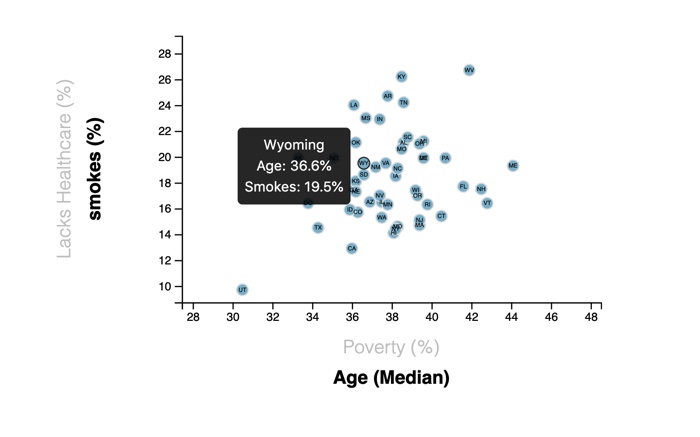 Lacks Healthcare (%)
smokes (%)
28
26
24
22
20
18
16
14
12
10
WV
KY
AR
TN
LA
MS
IN
SC
OK
MO
PA
ME
WY
VA
NM
NC
SD
IA
KS
FL
NH
WI
OR
NV
AZ
MN
RI
VT
ID
CO
CT
WA
NJ
MA
TX
CA
UT
Wyoming
Age: 36.6%
Smokes: 19.5%
28
30
32
34
36
38
40
42
44
46
48
Poverty (%)
Age (Median)